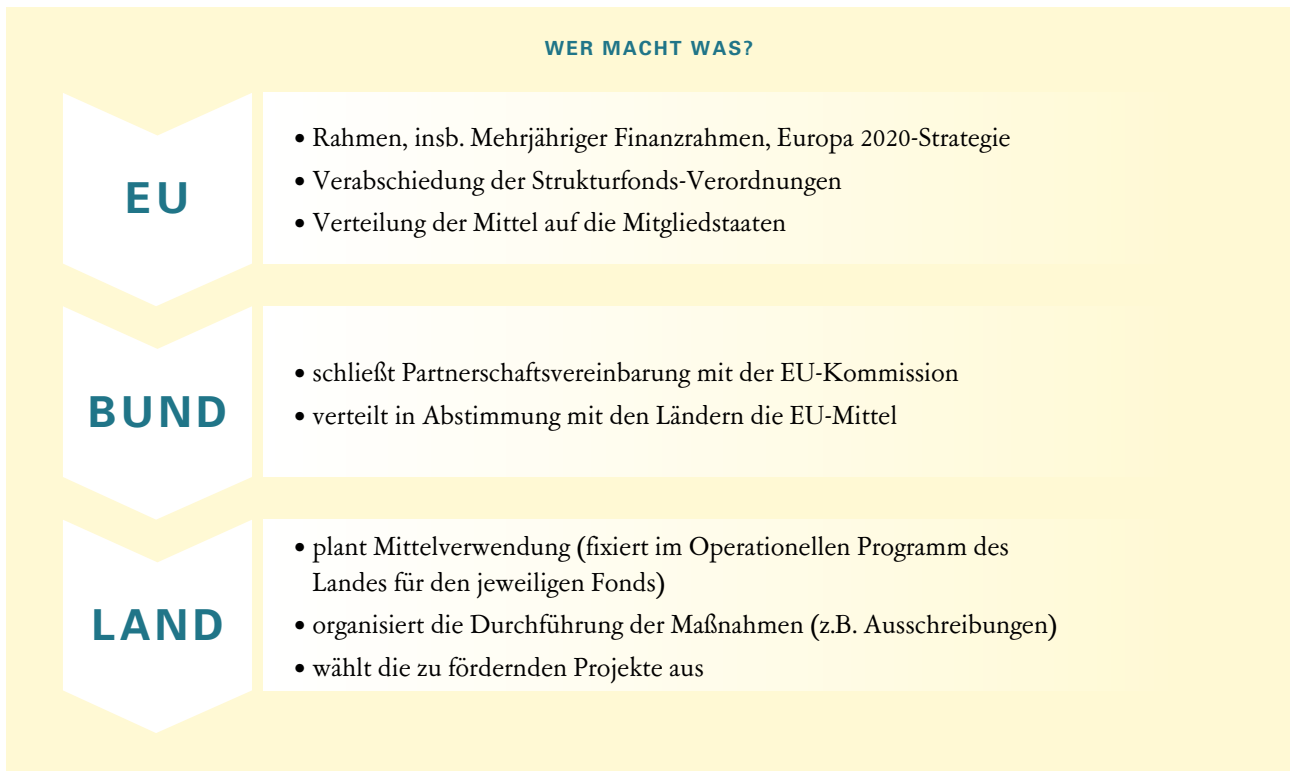 WER MACHT WAS?
EU
• Rahmen, insb. Mehrjähriger Finanzrahmen, Europa 2020-Strategie
• Verabschiedung der Strukturfonds-Verordnungen
• Verteilung der Mittel auf die Mitgliedstaaten
BUND
• schließt Partnerschaftsvereinbarung mit der EU-Kommission
• verteilt in Abstimmung mit den Ländern die EU-Mittel
LAND
• plant Mittelverwendung (fixiert im Operationellen Programm des
Landes für den jeweiligen Fonds)
• organisiert die Durchführung der Maßnahmen (z.B. Ausschreibungen)
• wählt die zu fördernden Projekte aus